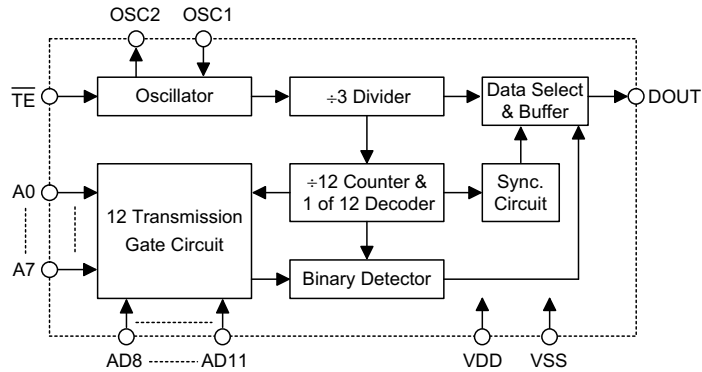 OSC2 OSC1
TE Oscillator ÷3 Divider Data Select
& Buffer DOUT
A0 A7
12 Transmission
Gate Circuit
÷12 Counter &
1 of 12 Decoder
Sync.
Circuit
Binary Detector
AD8 AD11 VDD VSS